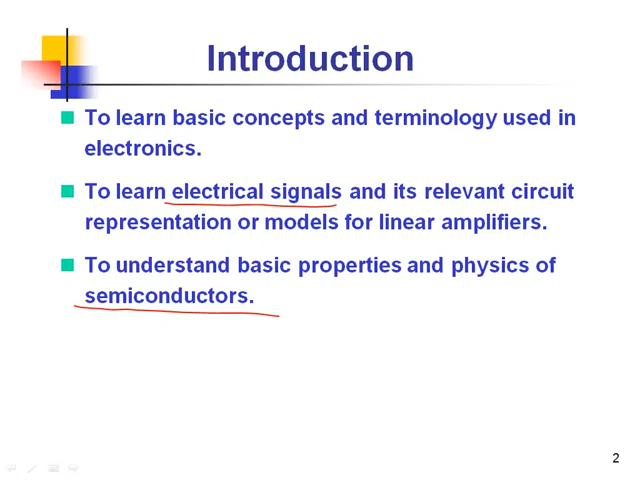 Introduction
To learn basic concepts and terminology used in
electronics.
To learn electrical signals and its relevant circuit
representation or models for linear amplifiers.
To understand basic properties and physics of
semiconductors.
2